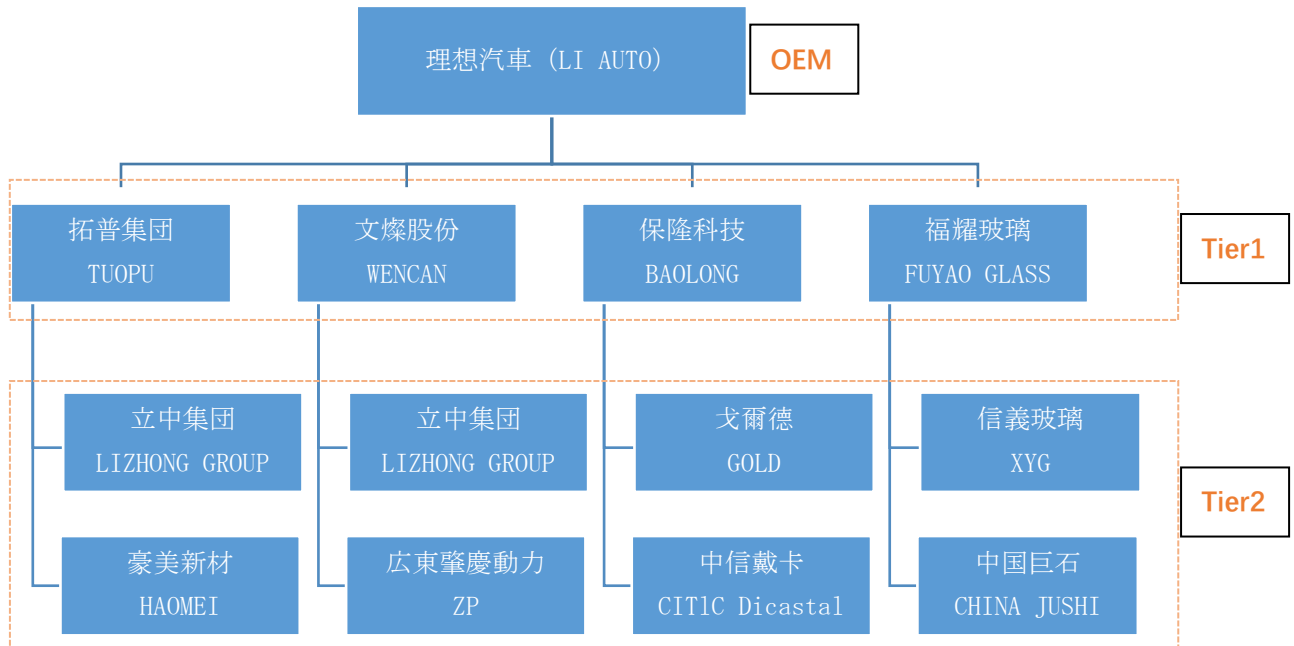 理想汽車 (LI AUTO)
OEM
拓普集団
TUOPU
文燦股份
WENCAN
保隆科技
BAOLONG
福耀玻璃
FUYAO GLASS
Tier1
立中集団
LIZHONG GROUP
立中集団
LIZHONG GROUP
戈爾德
GOLD
信義玻璃
XYG
Tier2
豪美新材
HAOMEI
広東肇慶動力
ZP
中信戴卡
CIT1C Dicastal
中国巨石
CHINA JUSHI